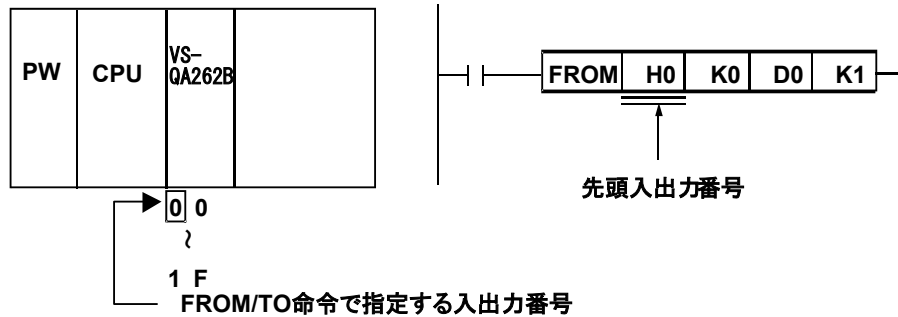 PW CPU VS-
QA262B
FROM H0 K0 D0 K1
先頭入出力番号
0 0
~
1 F
FROM/TO命令で指定する入出力番号